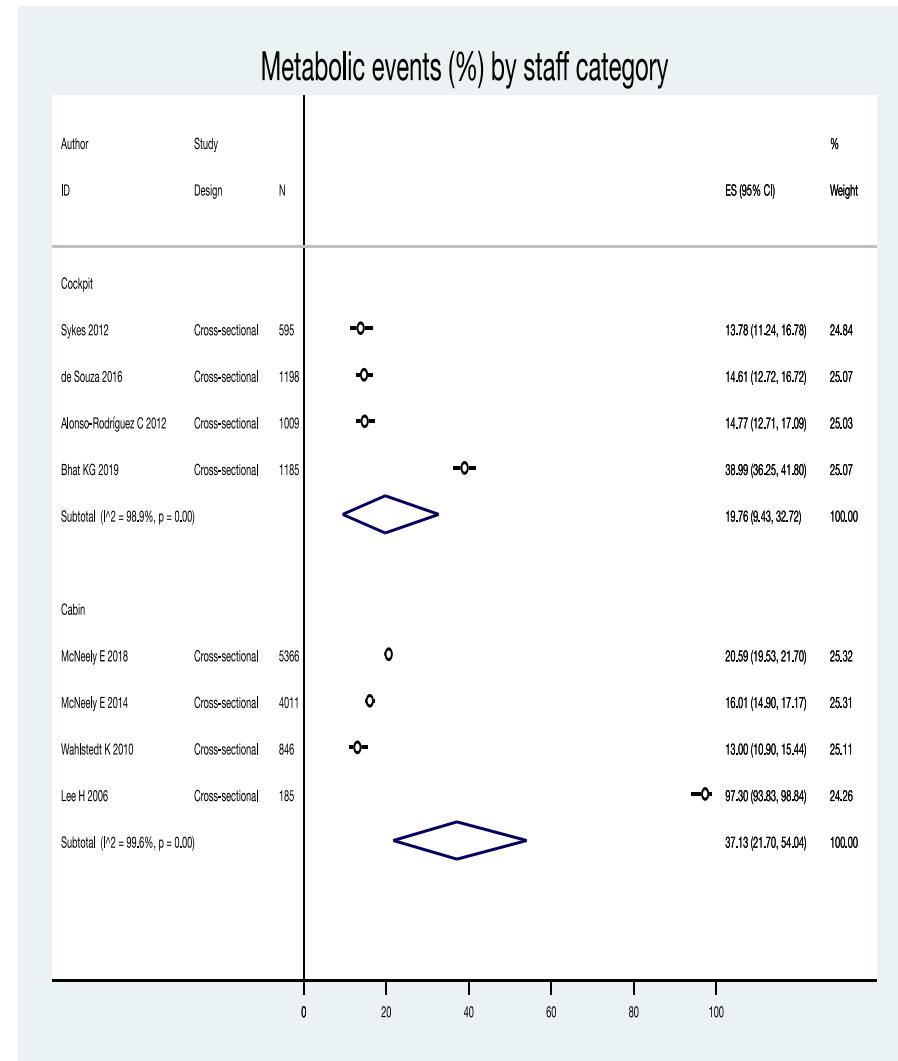 Metabolic events (%) by staff category
Author Study %
ID Design N ES (95% CI) Weight
Cockpit
Sykes 2012 Cross-sectional 595 13.78 (11.24, 16.78) 24.84
de Souza 2016 Cross-sectional 1198 14.61 (12.72, 16.72) 25.07
Alonso-Rodríguez C 2012 Cross-sectional 1009 14.77 (12.71, 17.09) 25.03
Bhat KG 2019 Cross-sectional 1185 38.99 (36.25, 41.80) 25.07
Subtotal (I^2 = 98.9%, p = 0.00) 19.76 (9.43, 32.72) 100.00
Cabin
McNeely E 2018 Cross-sectional 5366 20.59 (19.53, 21.70) 25.32
McNeely E 2014 Cross-sectional 4011 16.01 (14.90, 17.17) 25.31
Wahlstedt K 2010 Cross-sectional 846 13.00 (10.90, 15.44) 25.11
Lee H 2006 Cross-sectional 185 97.30 (93.83, 98.84) 24.26
Subtotal (I^2 = 99.6%, p = 0.00) 37.13 (21.70, 54.04) 100.00
0 20 40 60 80 100